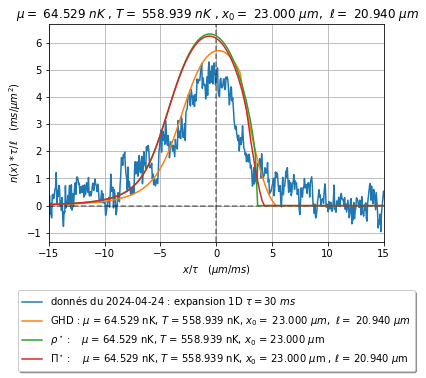 μ = 64.529 nK , T = 558.939 nK , x₀ = 23.000 μm, ℓ = 20.940 μm
n(x) * τ/ℓ (ms/μm²)
6
5
4
3
2
1
0
−1
−15 −10 −5 0 5 10 15
x/τ (μm/ms)
donnés du 2024-04-24 : expansion 1D τ = 30 ms
GHD : μ = 64.529 nK, T = 558.939 nK, x₀ = 23.000 μm, ℓ = 20.940 μm
ρ* : μ = 64.529 nK, T = 558.939 nK, x₀ = 23.000 μm
Π* : μ = 64.529 nK, T = 558.939 nK, x₀ = 23.000 μm , ℓ = 20.940 μm